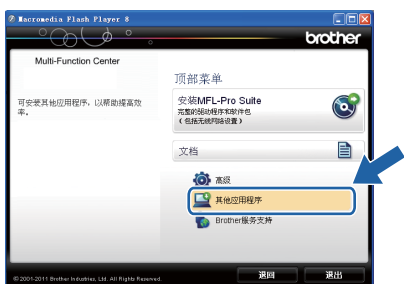 Macromedia Flash Player 8
brother
Multi-Function Center
顶部菜单
可安装其他应用程序，以帮助提高效
率。
安装MFL-Pro Suite
完整的驱动程序和软件包
（包括无线网络设置）
文档
高级
其他应用程序
Brother服务支持
© 2001-2011 Brother Industries, Ltd. All Rights Reserved.
退回
退出